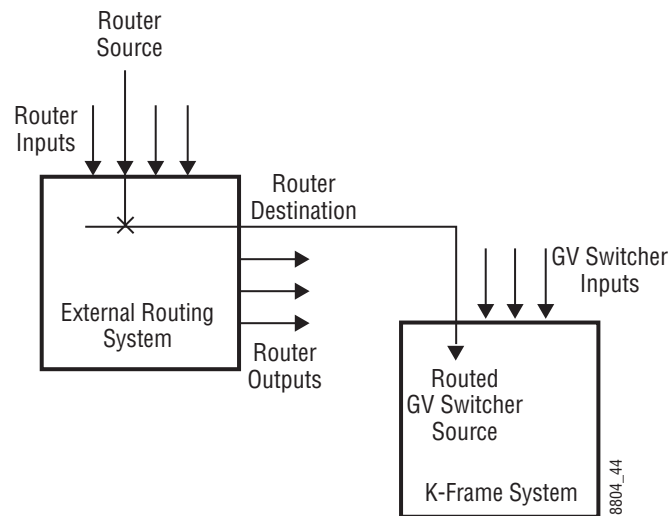 Router
Source
Router
Inputs
Router
Destination
GV Switcher
Inputs
External Routing
System
Router
Outputs
Routed
GV Switcher
Source
K-Frame System
8804_44